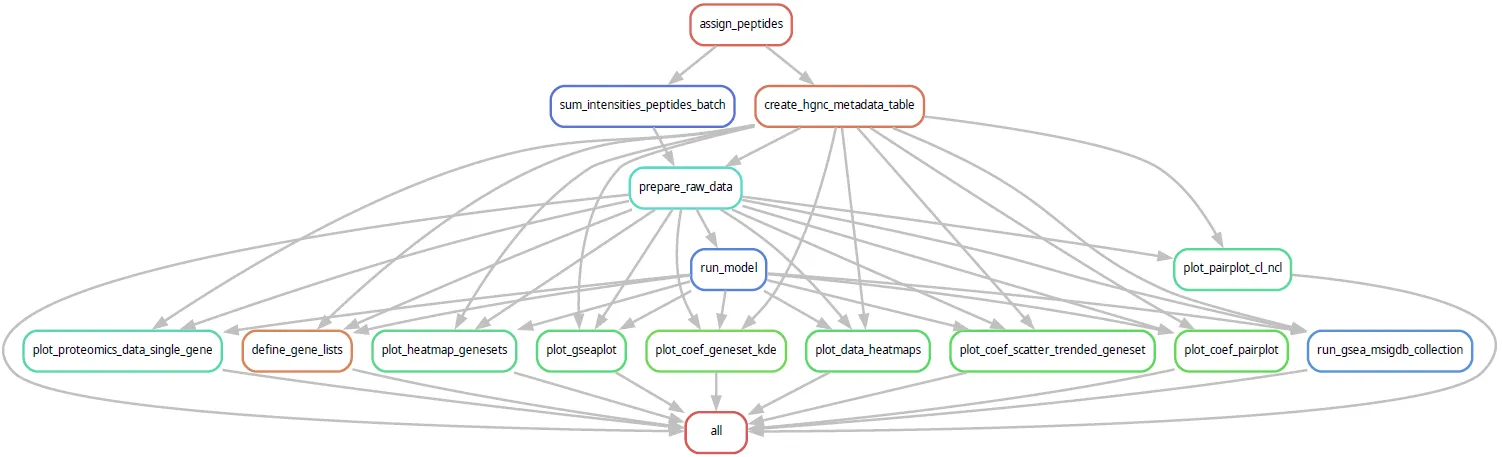 assign_peptides
sum_intensities_peptides_batch
create_hgnc_metadata_table
prepare_raw_data
run_model
plot_pairplot_cl_ncl
plot_proteomics_data_single_gene
define_gene_lists
plot_heatmap_genesets
plot_gseaplot
plot_coef_geneset_kde
plot_data_heatmaps
plot_coef_scatter_trended_geneset
plot_coef_pairplot
run_gsea_msigdb_collection
all